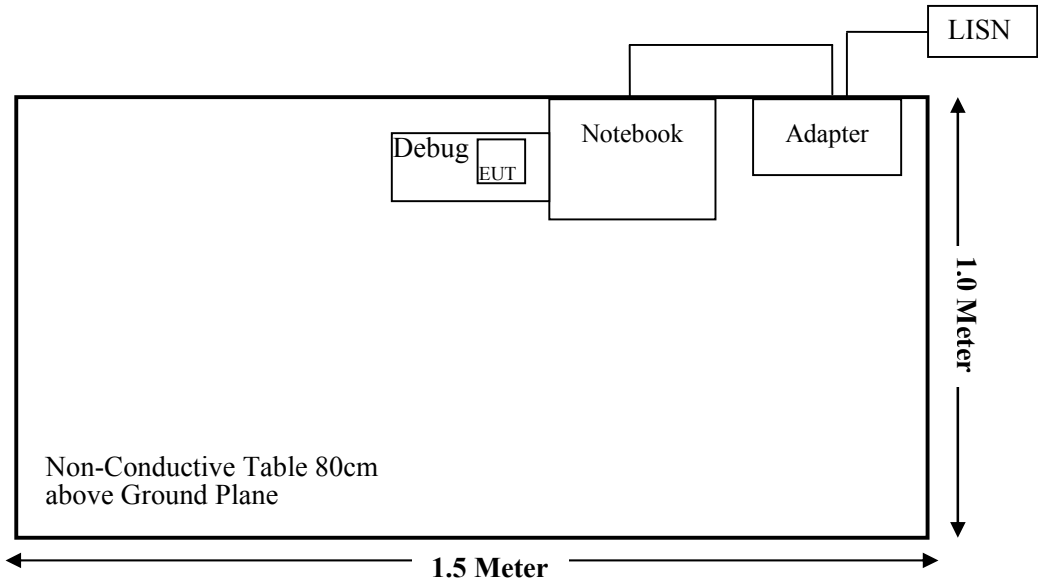 LISN
Notebook
Adapter
Debug
EUT
1.0 Meter
Non-Conductive Table 80cm
above Ground Plane
1.5 Meter